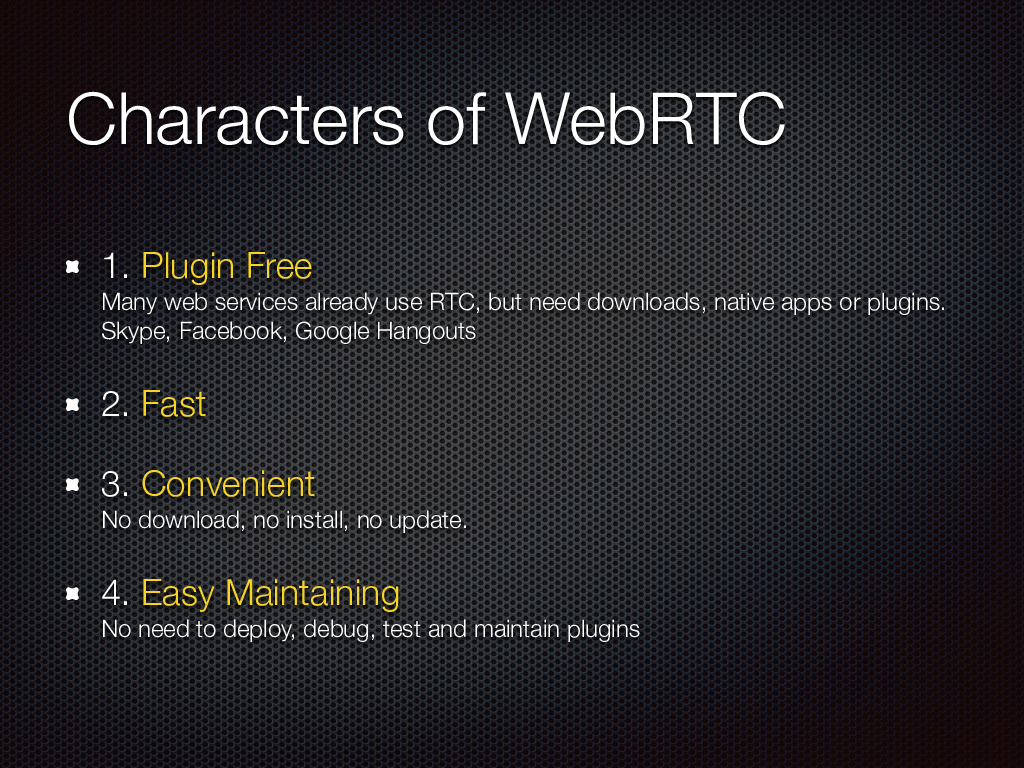 Characters of WebRTC
1. Plugin Free
Many web services already use RTC, but need downloads, native apps or plugins.
Skype, Facebook, Google Hangouts
2. Fast
3. Convenient
No download, no install, no update.
4. Easy Maintaining
No need to deploy, debug, test and maintain plugins